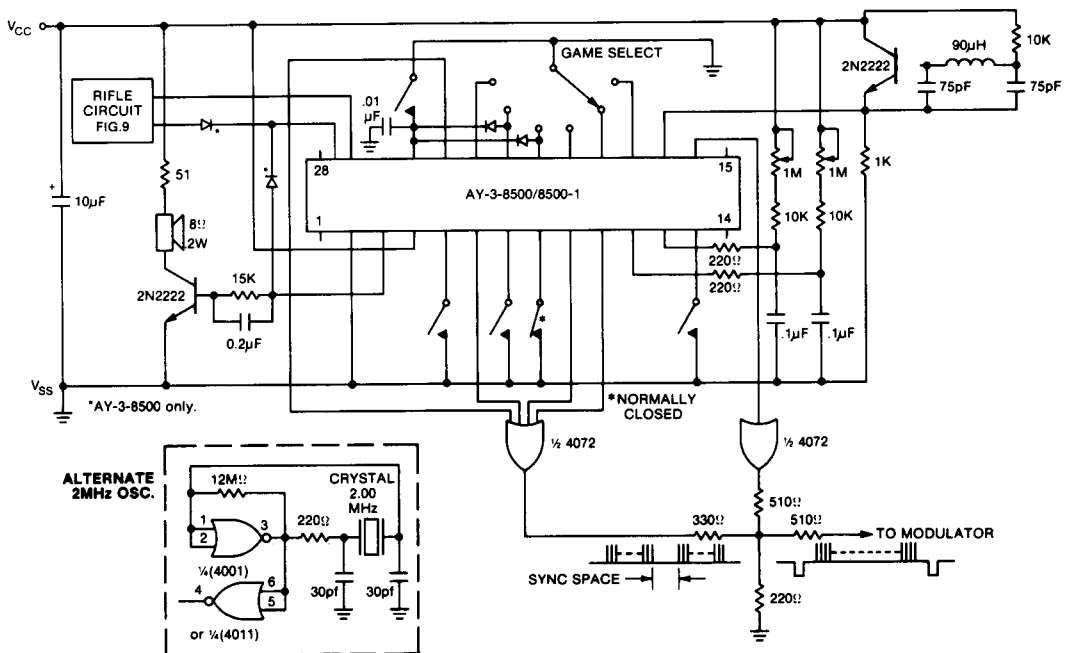 VCC
RIFLE
CIRCUIT
FIG.9
+
10µF
51
8Ω
.2W
2N2222
15K
0.2µF
*
*
.01
µF
GAME SELECT
28
15
AY-3-8500/8500-1
1
14
2N2222
90µH
10K
75pF
75pF
1K
1M
1M
10K
10K
220Ω
220Ω
.1µF
.1µF
*
VSS
*AY-3-8500 only.
*NORMALLY
CLOSED
½ 4072
½ 4072
ALTERNATE
2MHz OSC.
12MΩ
CRYSTAL
2.00
MHz
1
2
3
220Ω
¼(4001)
4
6
5
30pf
30pf
or ¼(4011)
510Ω
330Ω
510Ω
TO MODULATOR
SYNC SPACE
220Ω